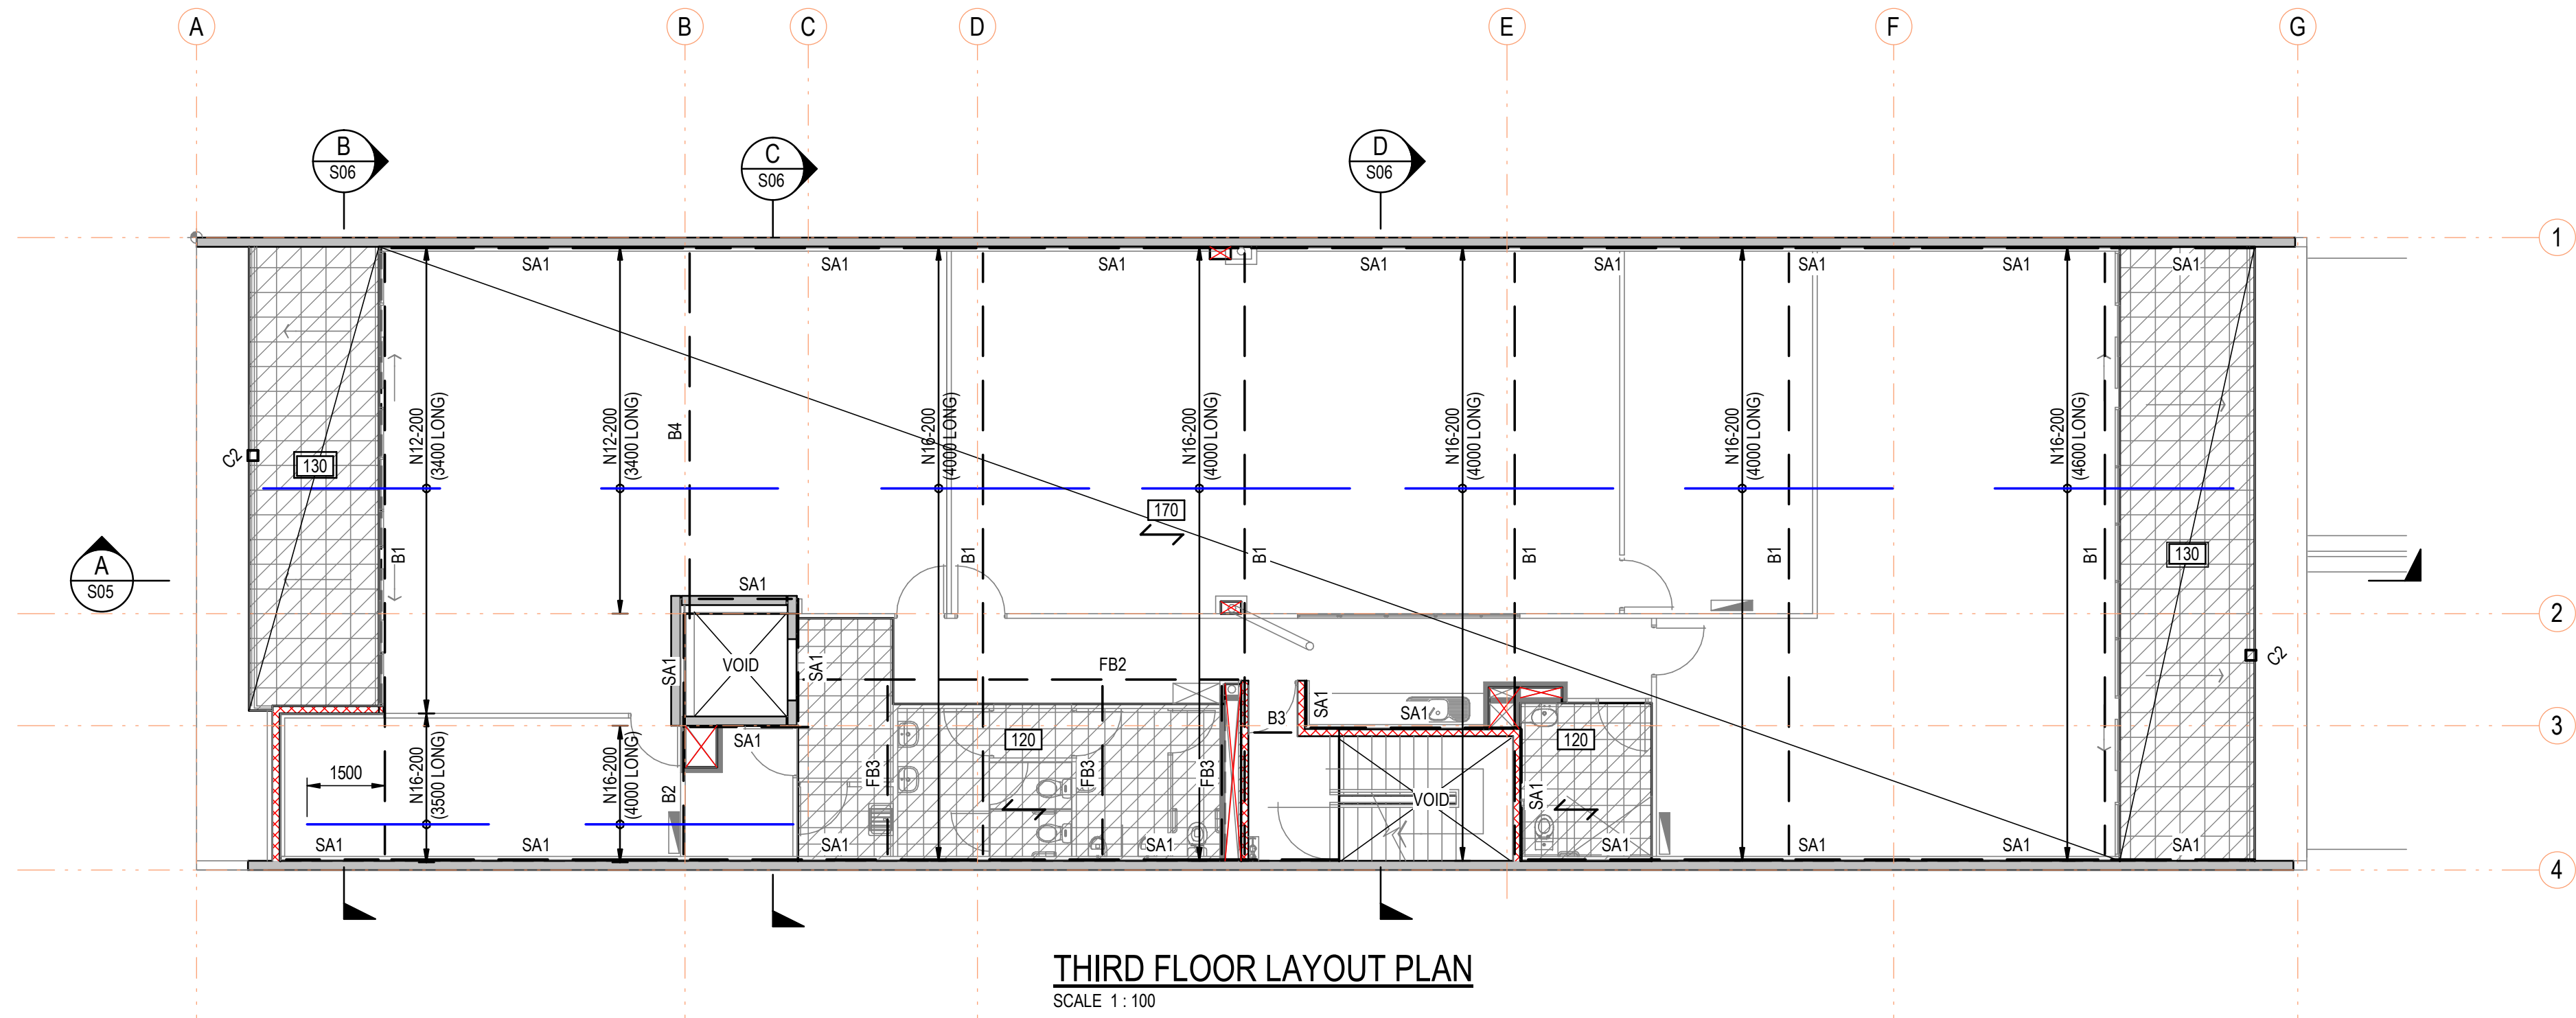 A B C D E F G
B
S06
C
S06
D
S06
1
SA1 SA1 SA1 SA1 SA1 SA1 SA1 SA1
N12-200
(3400 LONG)
N12-200
(3400 LONG)
B4
N16-200
(4000 LONG)
N16-200
(4000 LONG)
N16-200
(4000 LONG)
N16-200
(4000 LONG)
N16-200
(4600 LONG)
C2
130
170
B1 B1 B1 B1 B1 B1
130
A
S05
SA1
2
SA1
VOID
SA1
FB2
C2
SA1
SA1
B3
3
SA1
120
120
1500
N16-200
(3500 LONG)
N16-200
(4000 LONG)
B2
FB3
FB3
FB3
VOID
SA1
SA1 SA1 SA1 SA1 SA1 SA1 SA1 SA1
4
THIRD FLOOR LAYOUT PLAN
SCALE 1 : 100